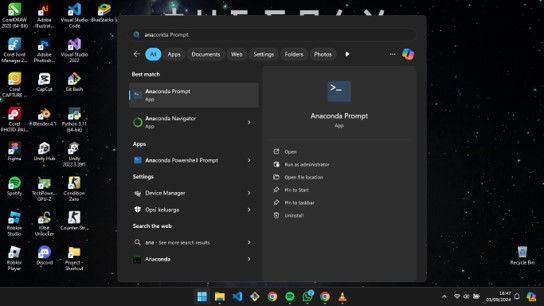 CorelDRAW 2020 (64-Bit)
Adobe Illustrat...
Visual Studio Code
BlueStacks 5
Corel Font Manager 2...
Adobe Photosh...
Visual Studio 2022
Corel CAPTURE ...
CapCut
Git Bash
Corel PHOTO-PAI...
Blender 4.1
Python 3.11 (64-bit)
Figma
Unity Hub
Unity 2022.3.39f1
Spotify
TechPowe... GPU-Z
Condition Zero
Roblox Studio
IObit Unlocker
Counter-Str...
Roblox Player
Discord
Project - Shortcut
anaconda Prompt
All
Apps
Documents
Web
Settings
Folders
Photos
Best match
Anaconda Prompt
App
Anaconda Navigator
App
Apps
Anaconda Powershell Prompt
Settings
Device Manager
Opsi keluarga
Search the web
ana - See more search results
Anaconda
Anaconda Prompt
App
Open
Run as administrator
Open file location
Pin to Start
Pin to taskbar
Uninstall
Recycle Bin
16:47
03/09/2024